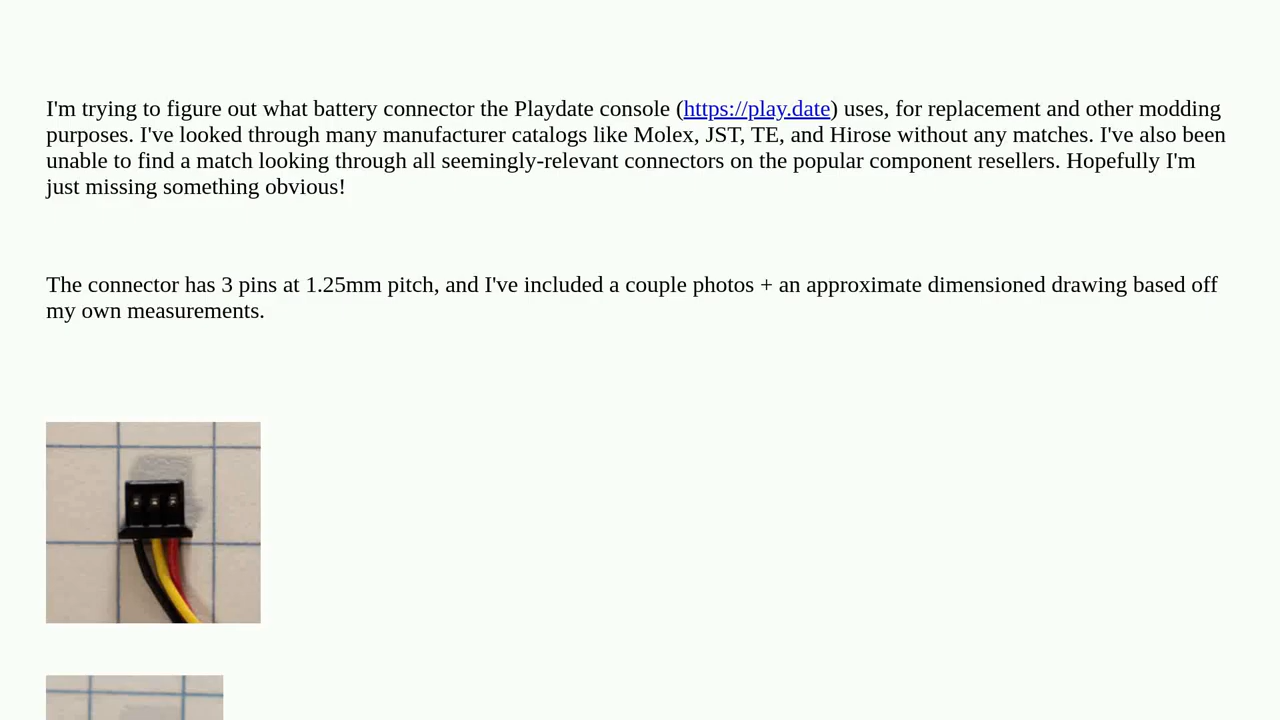 I'm trying to figure out what battery connector the Playdate console (https://play.date) uses, for replacement and other modding
purposes. I've looked through many manufacturer catalogs like Molex, JST, TE, and Hirose without any matches. I've also been
unable to find a match looking through all seemingly-relevant connectors on the popular component resellers. Hopefully I'm
just missing something obvious!
The connector has 3 pins at 1.25mm pitch, and I've included a couple photos + an approximate dimensioned drawing based off
my own measurements.